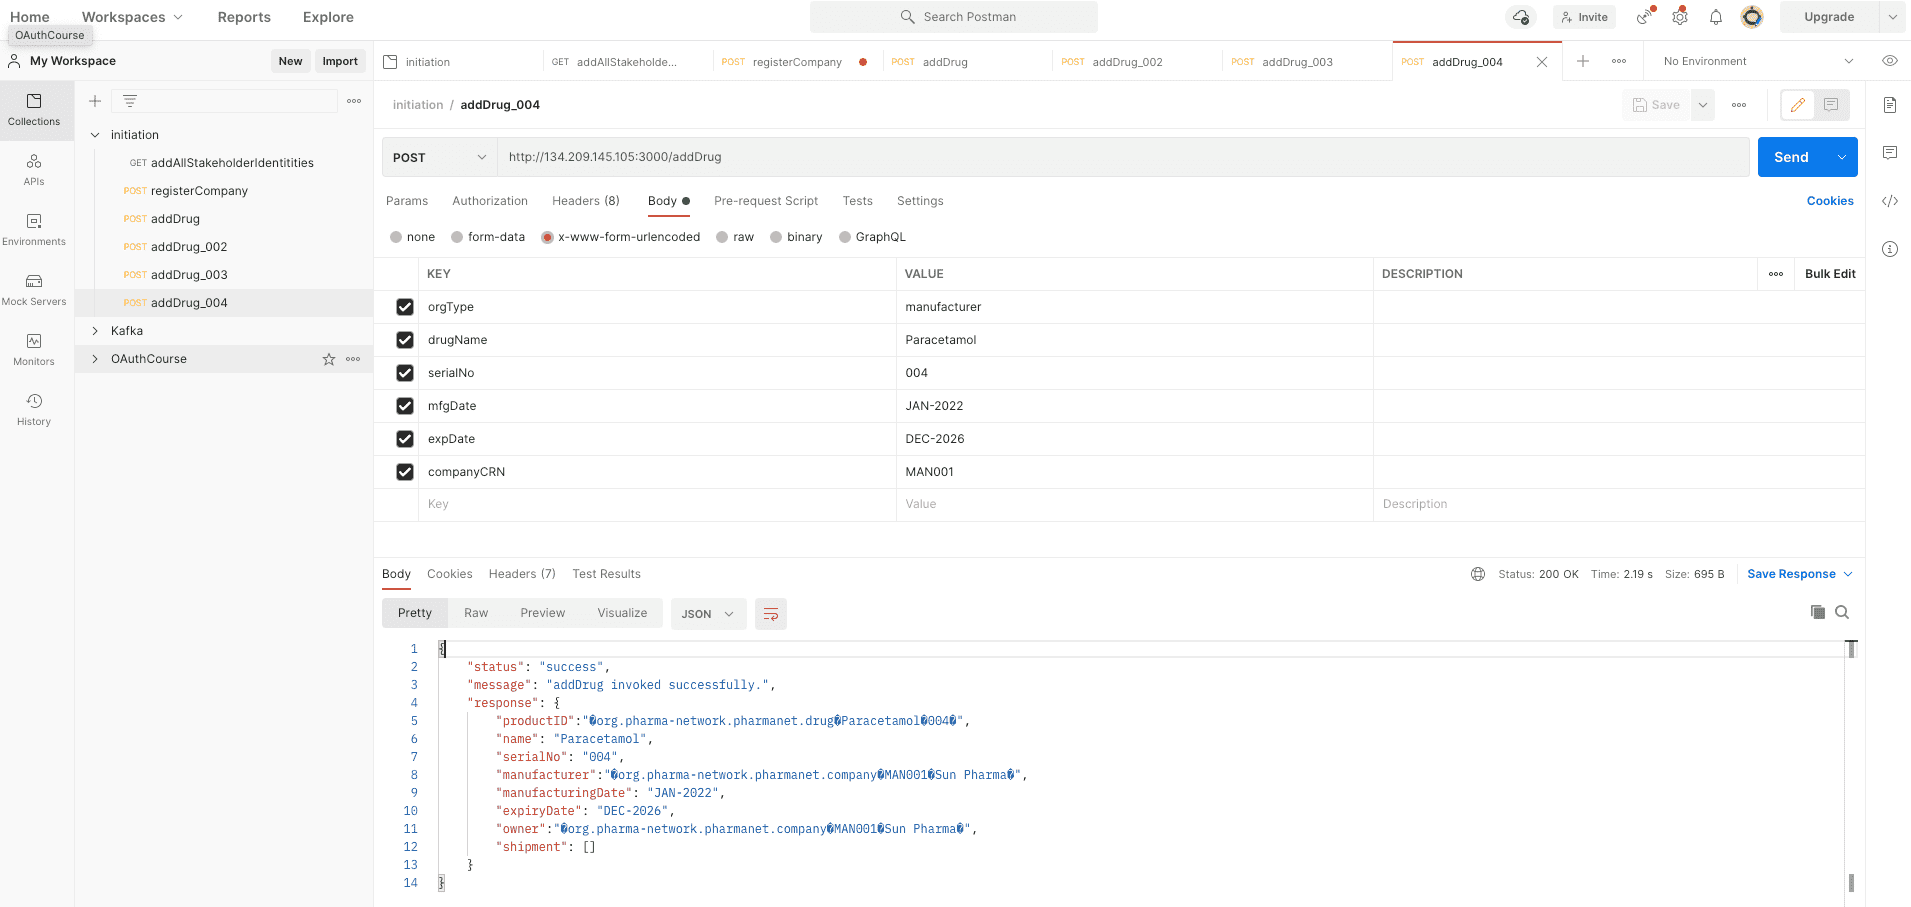 Home Workspaces Reports Explore Search Postman Invite Upgrade
OAuthCourse
My Workspace New Import
initiation GET addAllStakeholde... POST registerCompany POST addDrug POST addDrug_002 POST addDrug_003 POST addDrug_004 No Environment
Collections
APIs
Environments
Mock Servers
Monitors
History
initiation
GET addAllStakeholderIdentitities
POST registerCompany
POST addDrug
POST addDrug_002
POST addDrug_003
POST addDrug_004
Kafka
OAuthCourse
initiation / addDrug_004 Save
POST http://134.209.145.105:3000/addDrug Send
Params Authorization Headers (8) Body Pre-request Script Tests Settings Cookies
none form-data x-www-form-urlencoded raw binary GraphQL
KEY VALUE DESCRIPTION Bulk Edit
orgType manufacturer
drugName Paracetamol
serialNo 004
mfgDate JAN-2022
expDate DEC-2026
companyCRN MAN001
Key Value Description
Body Cookies Headers (7) Test Results Status: 200 OK Time: 2.19 s Size: 695 B Save Response
Pretty Raw Preview Visualize JSON
1 {
2 "status": "success",
3 "message": "addDrug invoked successfully.",
4 "response": {
5 "productID":"�org.pharma-network.pharmanet.drug�Paracetamol�004�",
6 "name": "Paracetamol",
7 "serialNo": "004",
8 "manufacturer":"�org.pharma-network.pharmanet.company�MAN001�Sun Pharma�",
9 "manufacturingDate": "JAN-2022",
10 "expiryDate": "DEC-2026",
11 "owner":"�org.pharma-network.pharmanet.company�MAN001�Sun Pharma�",
12 "shipment": []
13 }
14 }